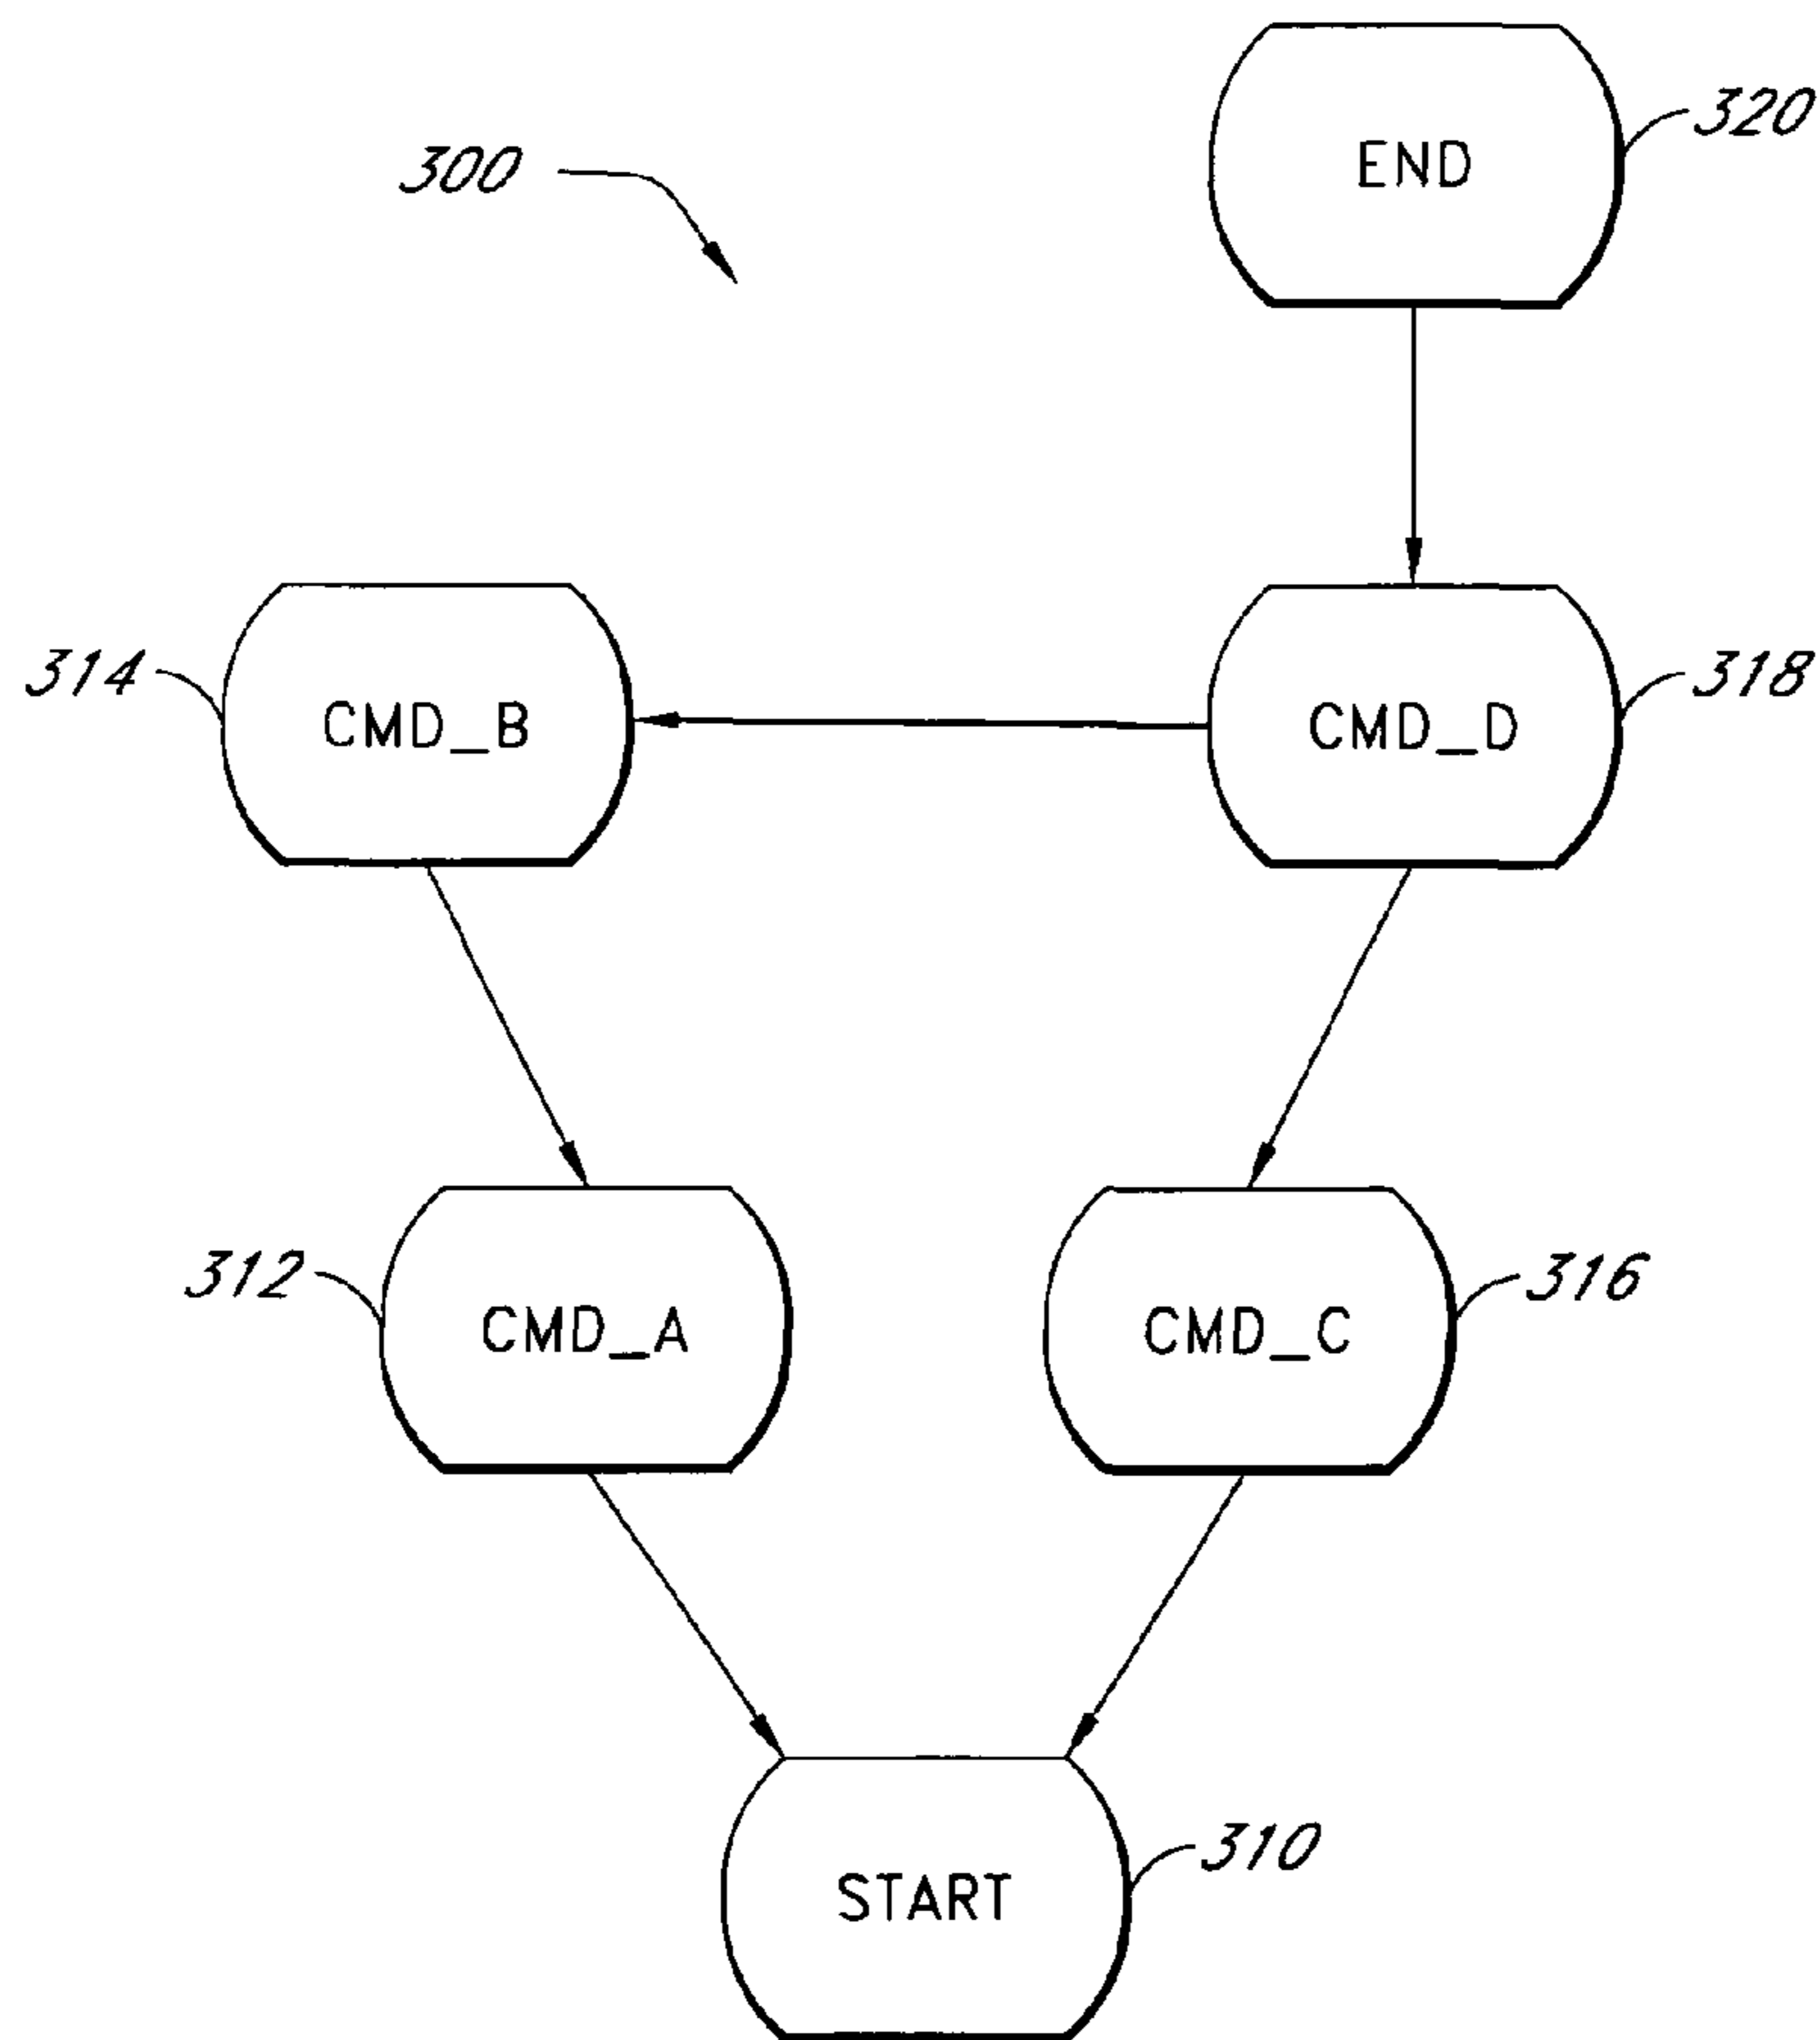 END
320
300
314
CMD_B
CMD_D
318
312
CMD_A
CMD_C
316
START
310